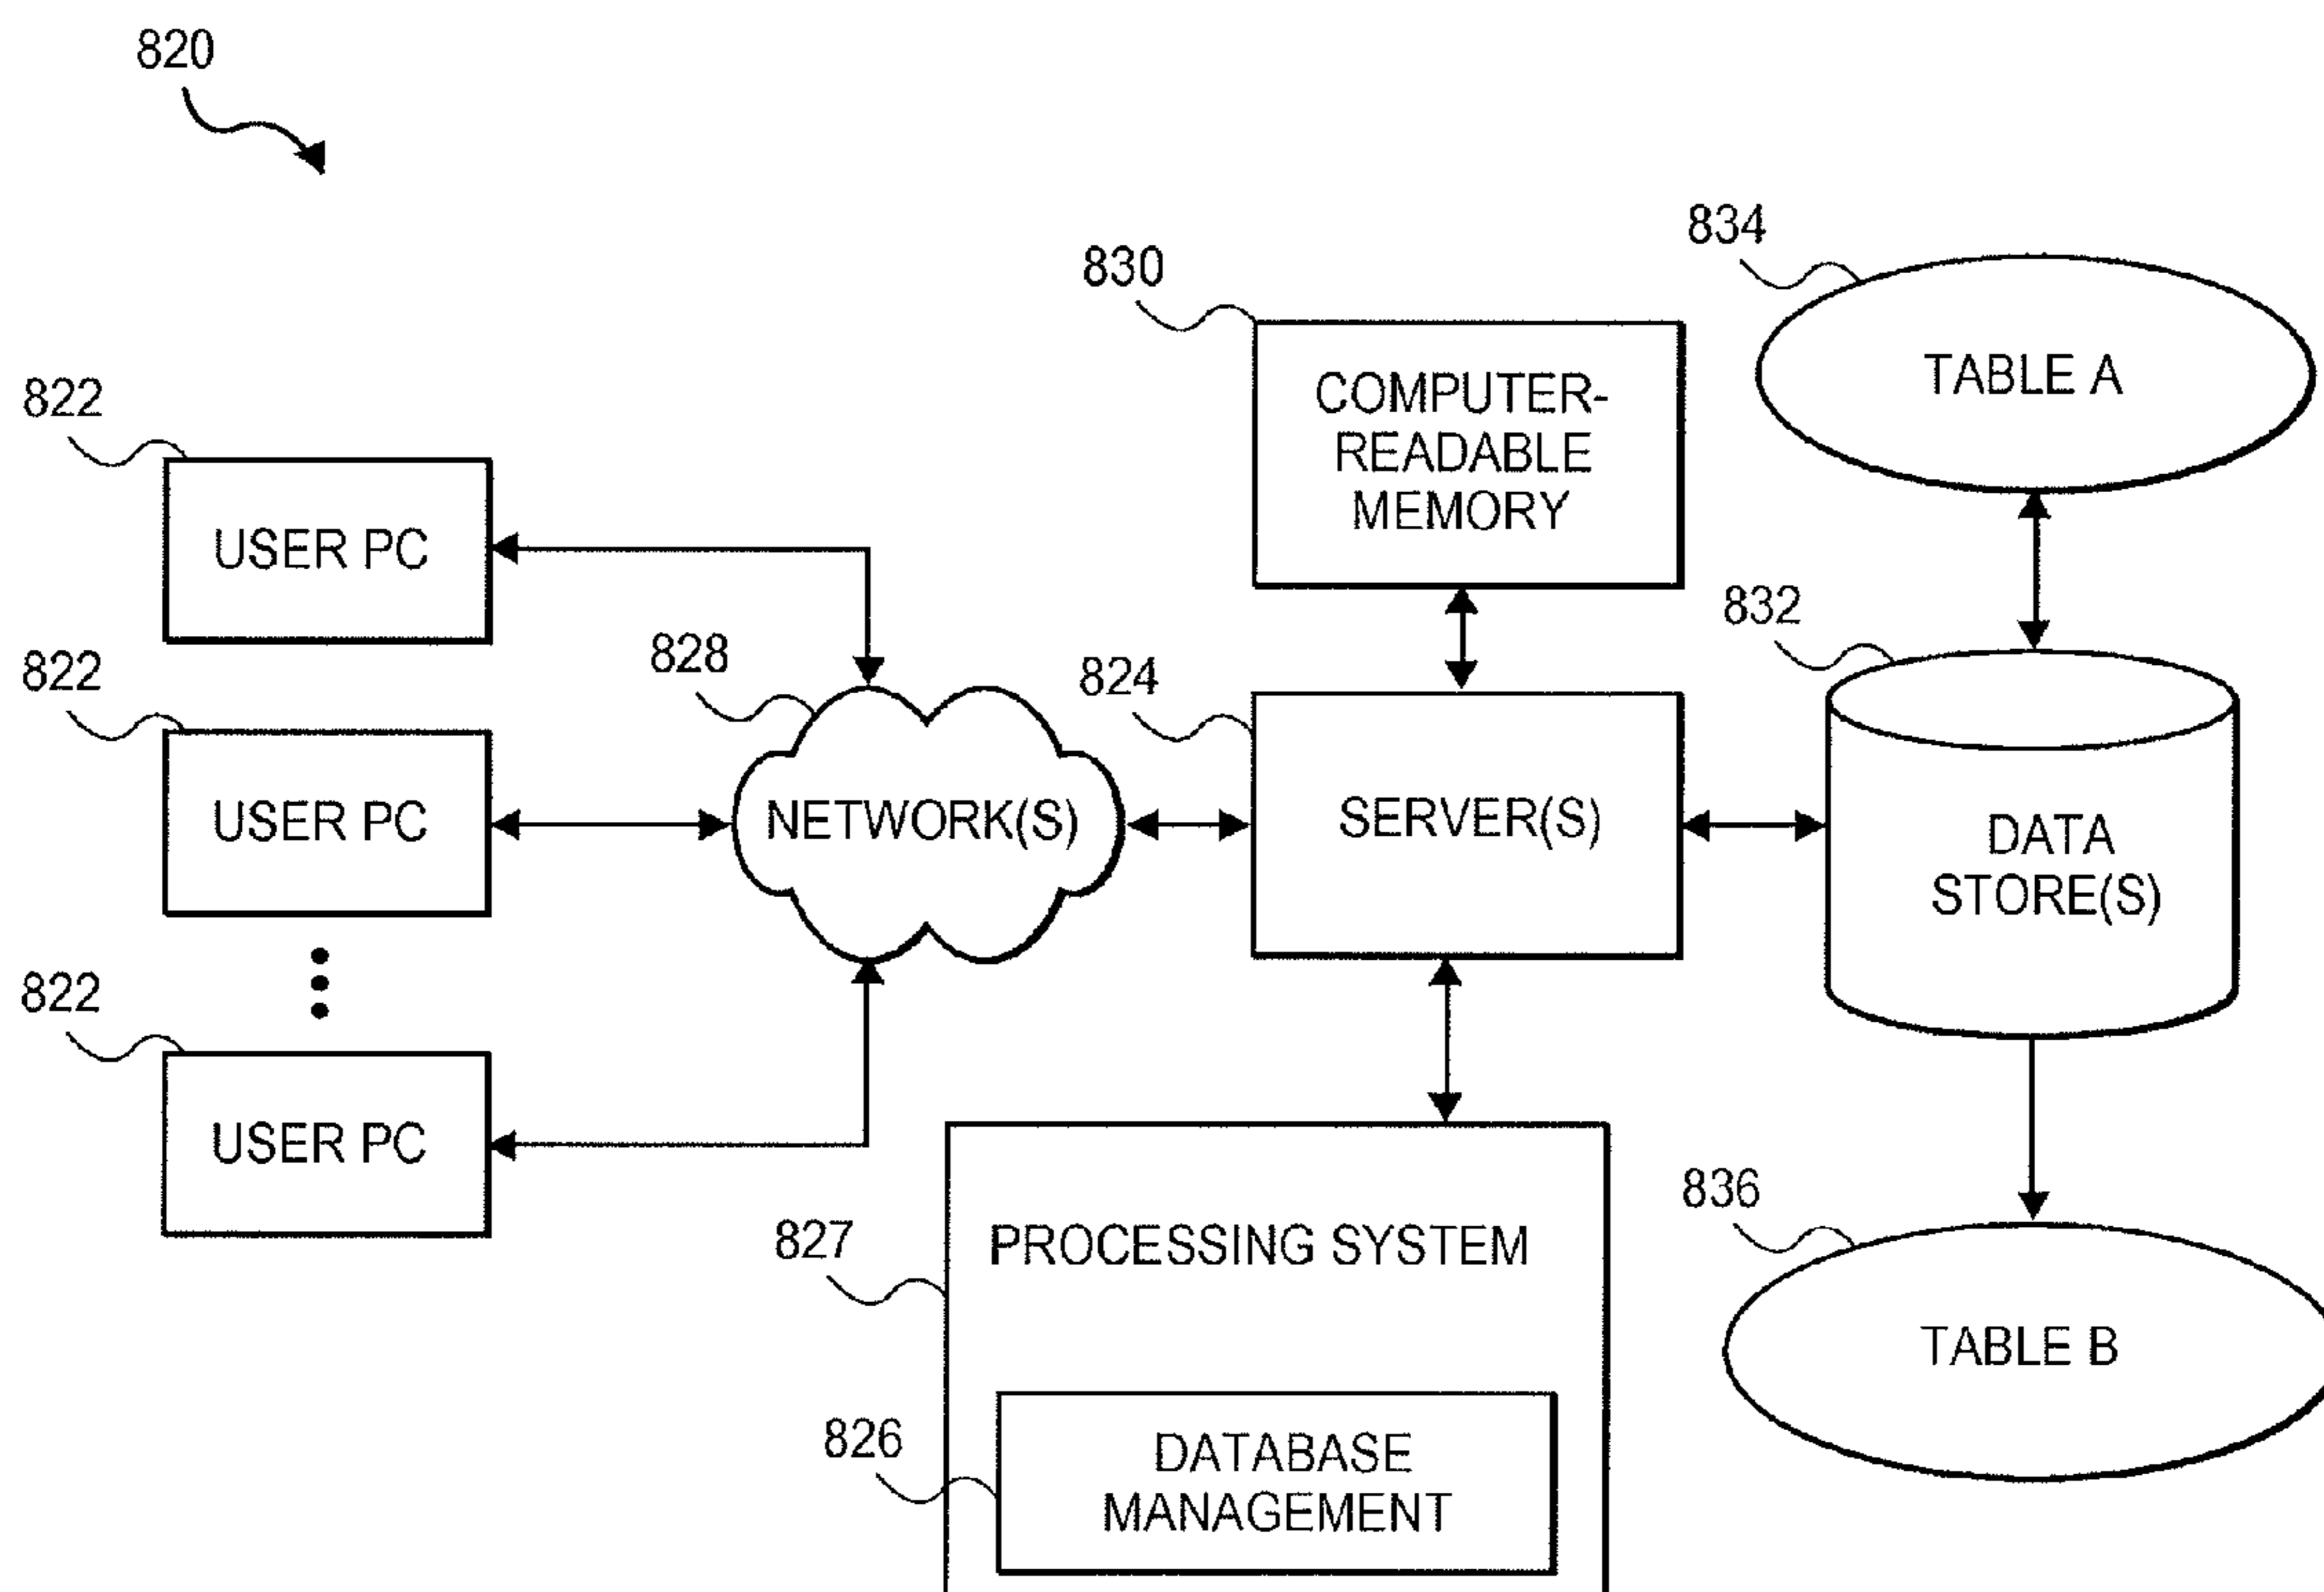 820
834
830
TABLE A
COMPUTER-
READABLE
MEMORY
822
USER PC
832
828
824
822
USER PC
NETWORK(S)
SERVER(S)
DATA
STORE(S)
822
USER PC
836
827
PROCESSING SYSTEM
TABLE B
826
DATABASE
MANAGEMENT